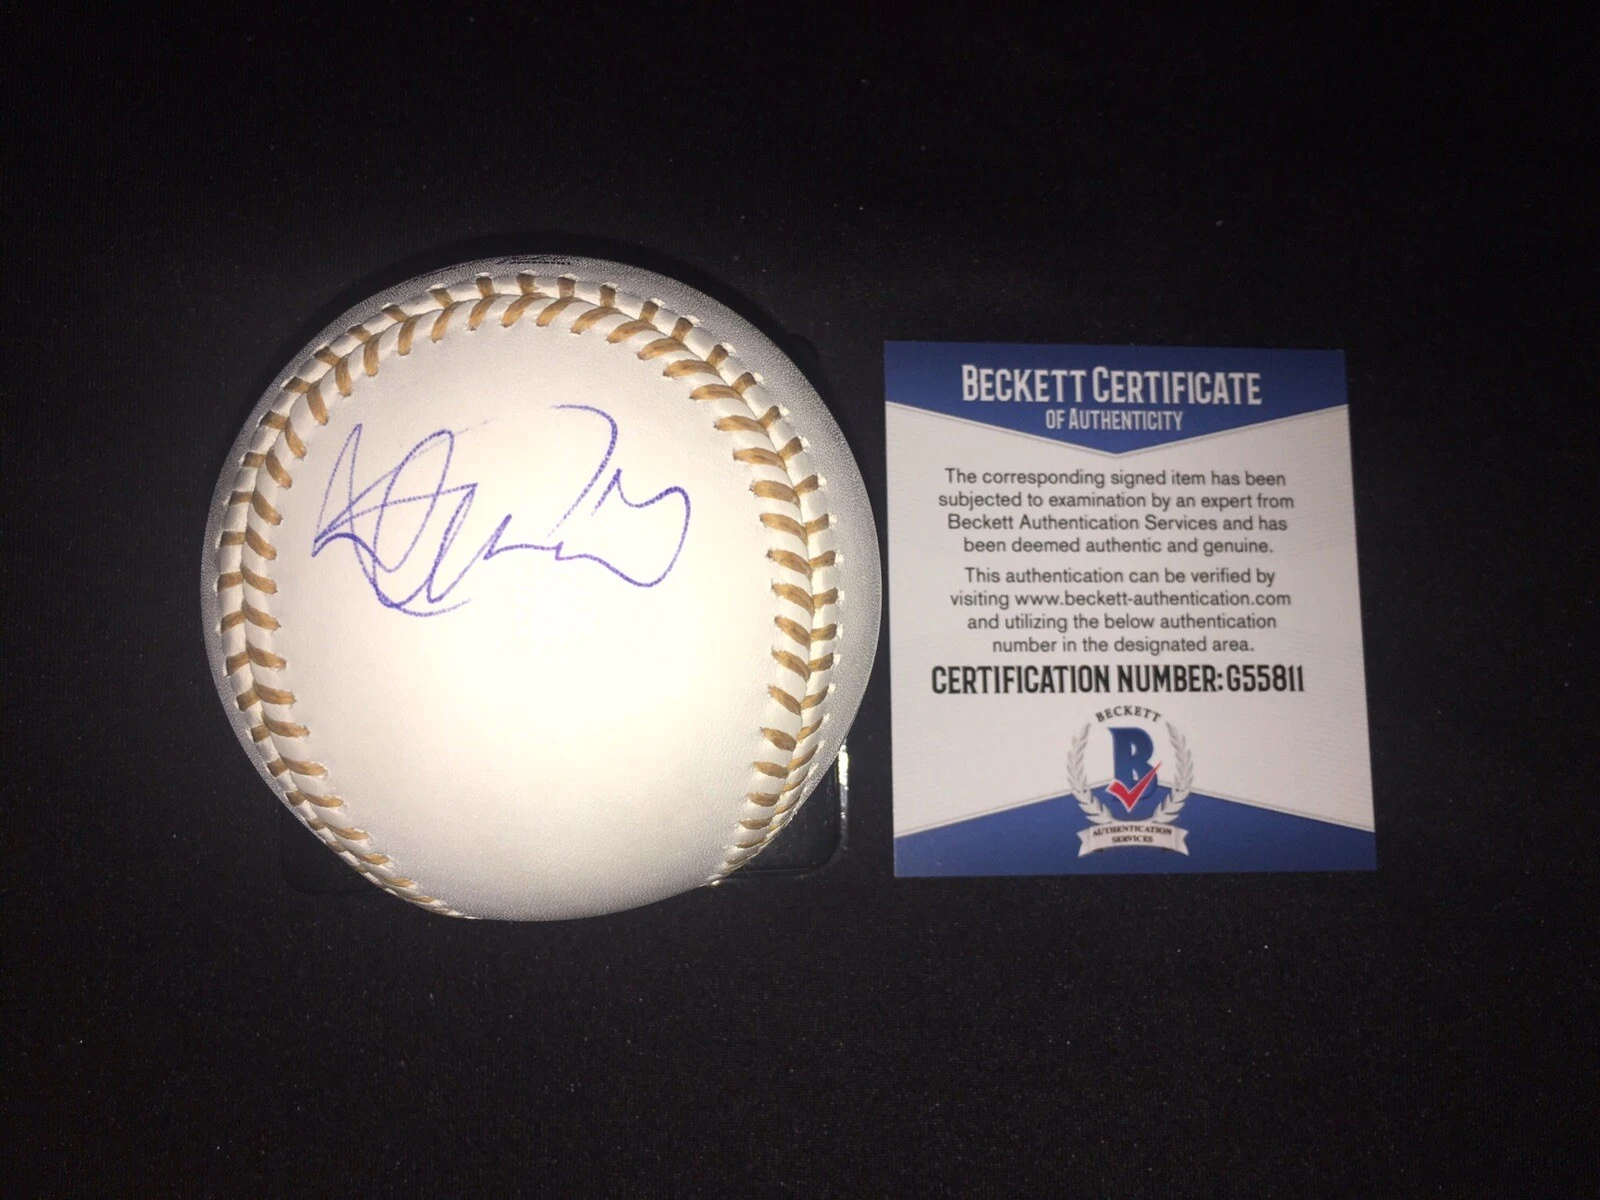 BECKETT CERTIFICATE
OF AUTHENTICITY
The corresponding signed item has been
subjected to examination by an expert from
Beckett Authentication Services and has
been deemed authentic and genuine.
This authentication can be verified by
visiting www.beckett-authentication.com
and utilizing the below authentication
number in the designated area.
CERTIFICATION NUMBER: G55811
BECKETT
B
AUTHENTICATION
SERVICES